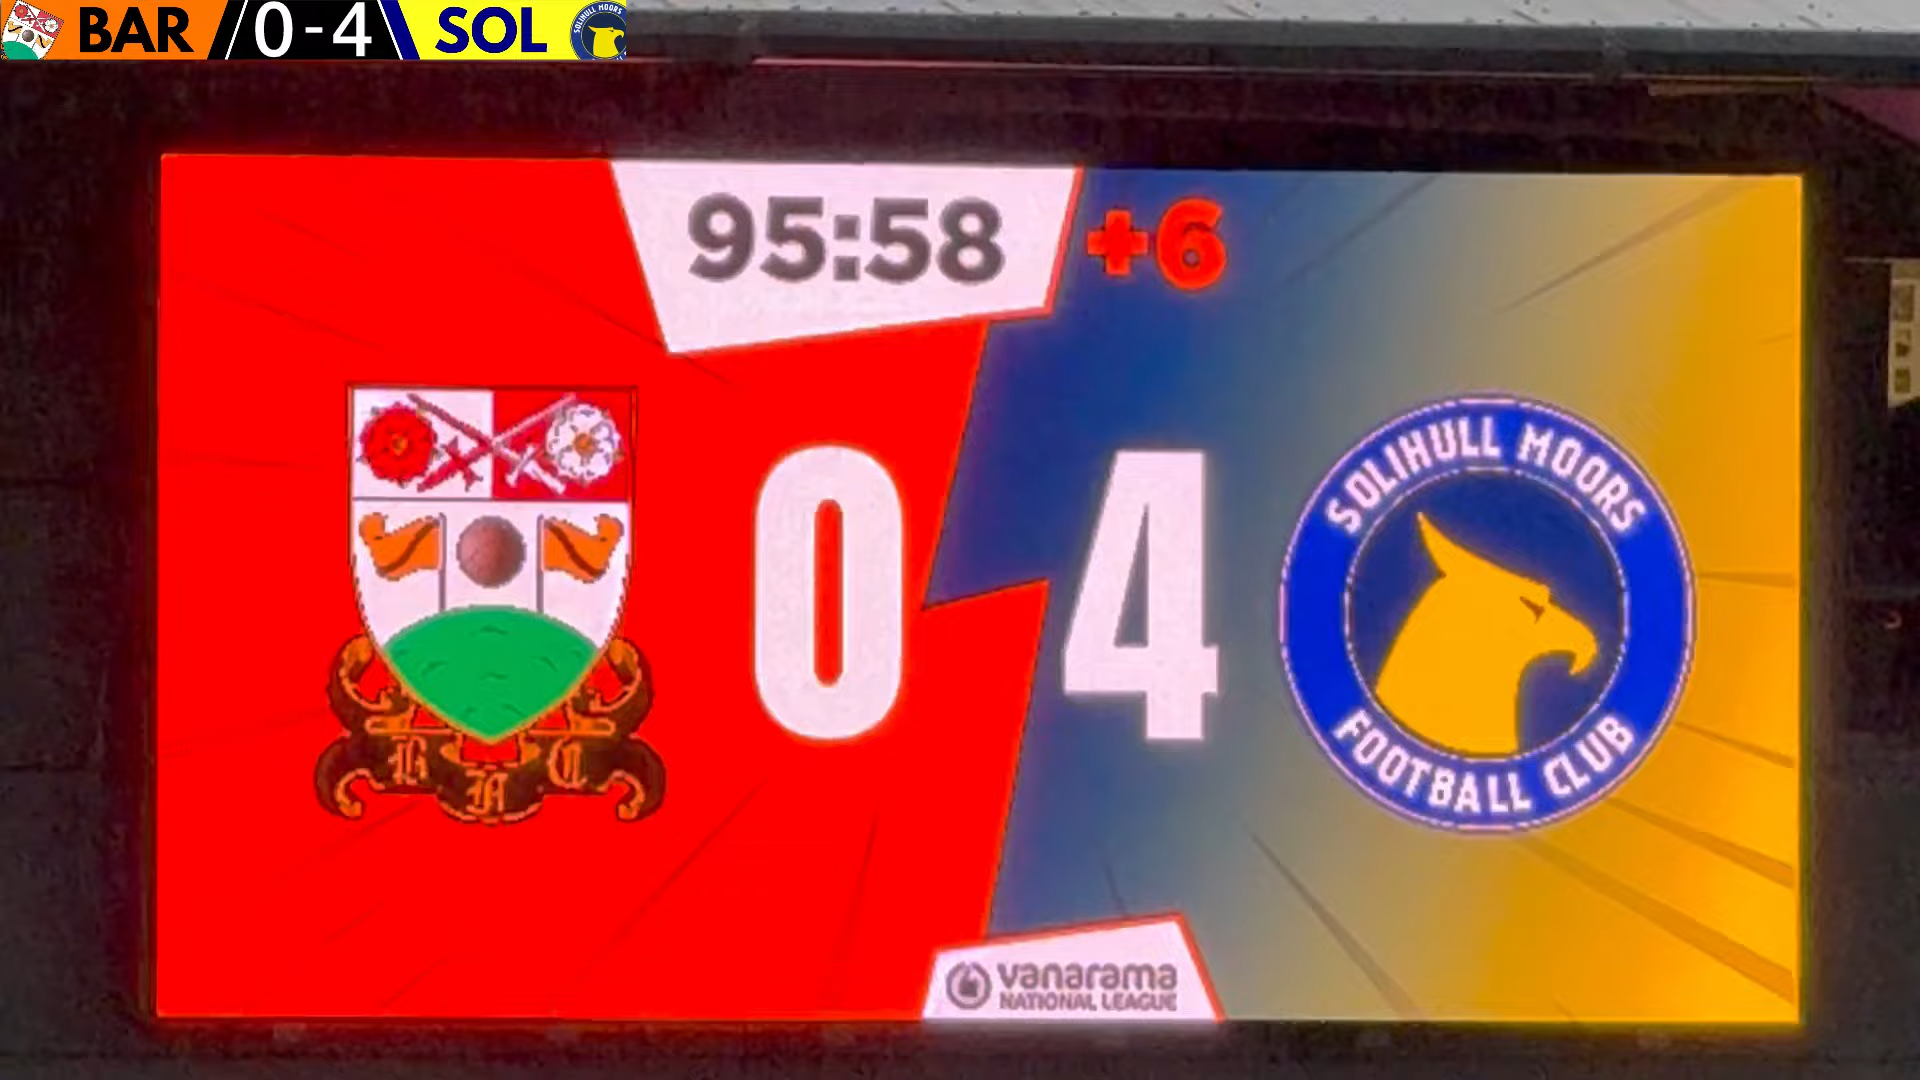 BAR 0-4 SOL
SOLIHULL MOORS
95:58 +6
0 4
SOLIHULL MOORS
FOOTBALL CLUB
B F C
vanarama
NATIONAL LEAGUE